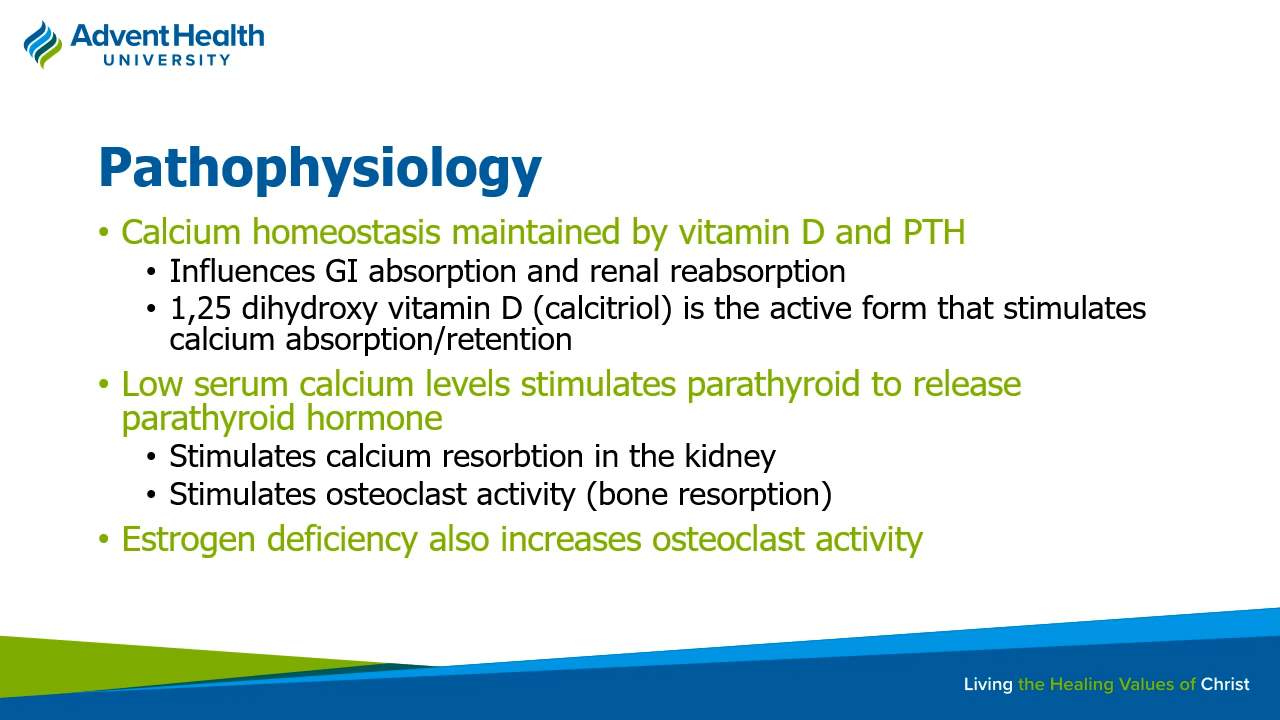 AdventHealth
UNIVERSITY
Pathophysiology
• Calcium homeostasis maintained by vitamin D and PTH
• Influences GI absorption and renal reabsorption
• 1,25 dihydroxy vitamin D (calcitriol) is the active form that stimulates
calcium absorption/retention
• Low serum calcium levels stimulates parathyroid to release
parathyroid hormone
• Stimulates calcium resorbtion in the kidney
• Stimulates osteoclast activity (bone resorption)
• Estrogen deficiency also increases osteoclast activity
Living the Healing Values of Christ